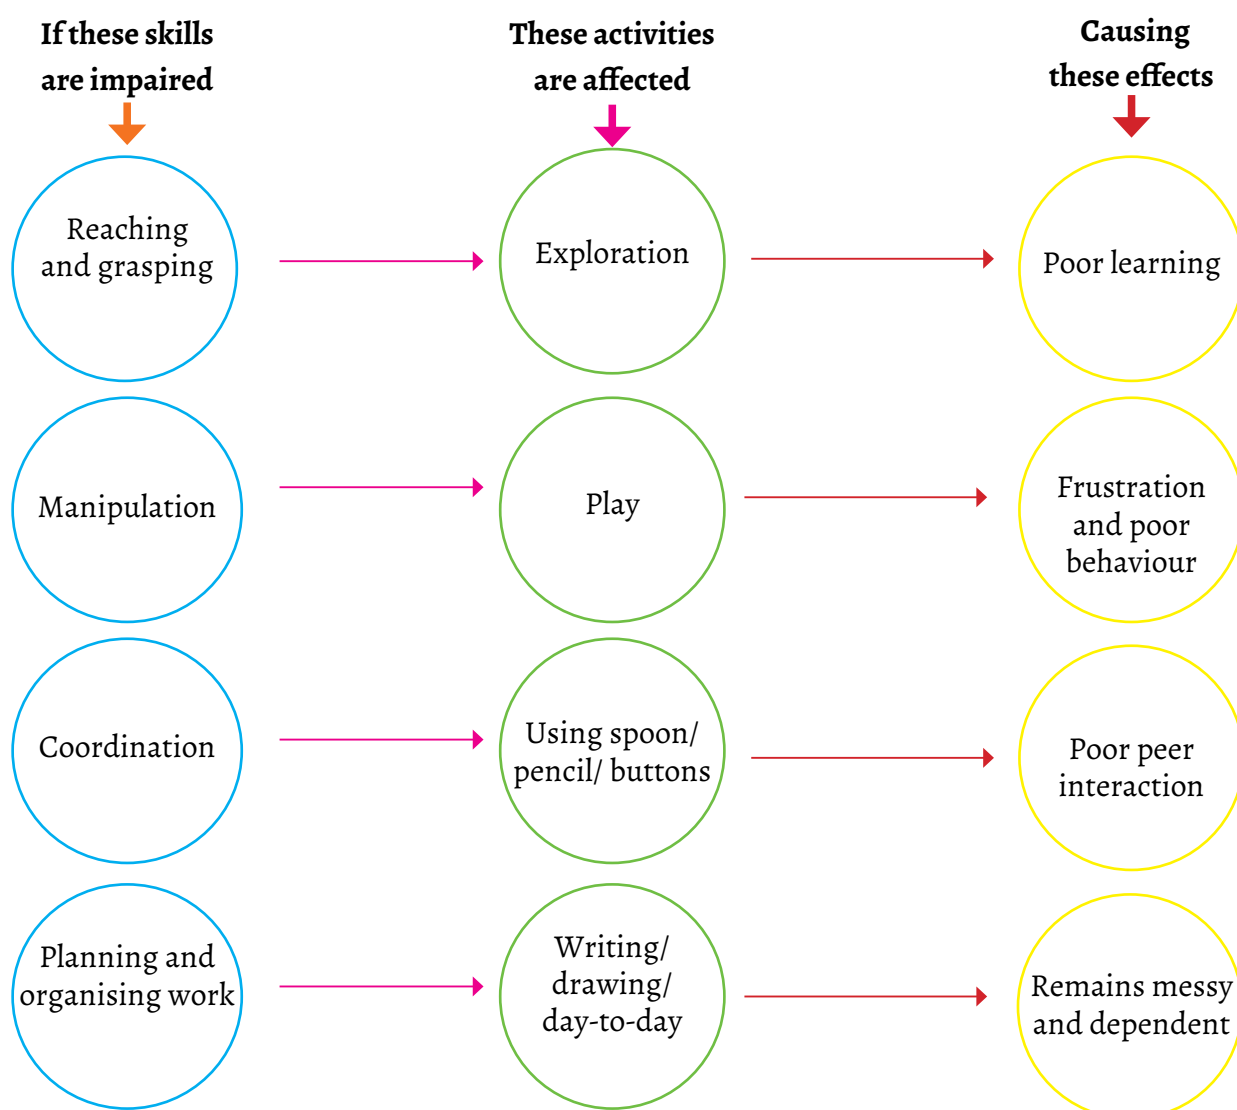 If these skills
are impaired
These activities
are affected
Causing
these effects
Reaching
and grasping
Exploration
Poor learning
Manipulation
Play
Frustration
and poor
behaviour
Coordination
Using spoon/
pencil/ buttons
Poor peer
interaction
Planning and
organising work
Writing/
drawing/
day-to-day
Remains messy
and dependent